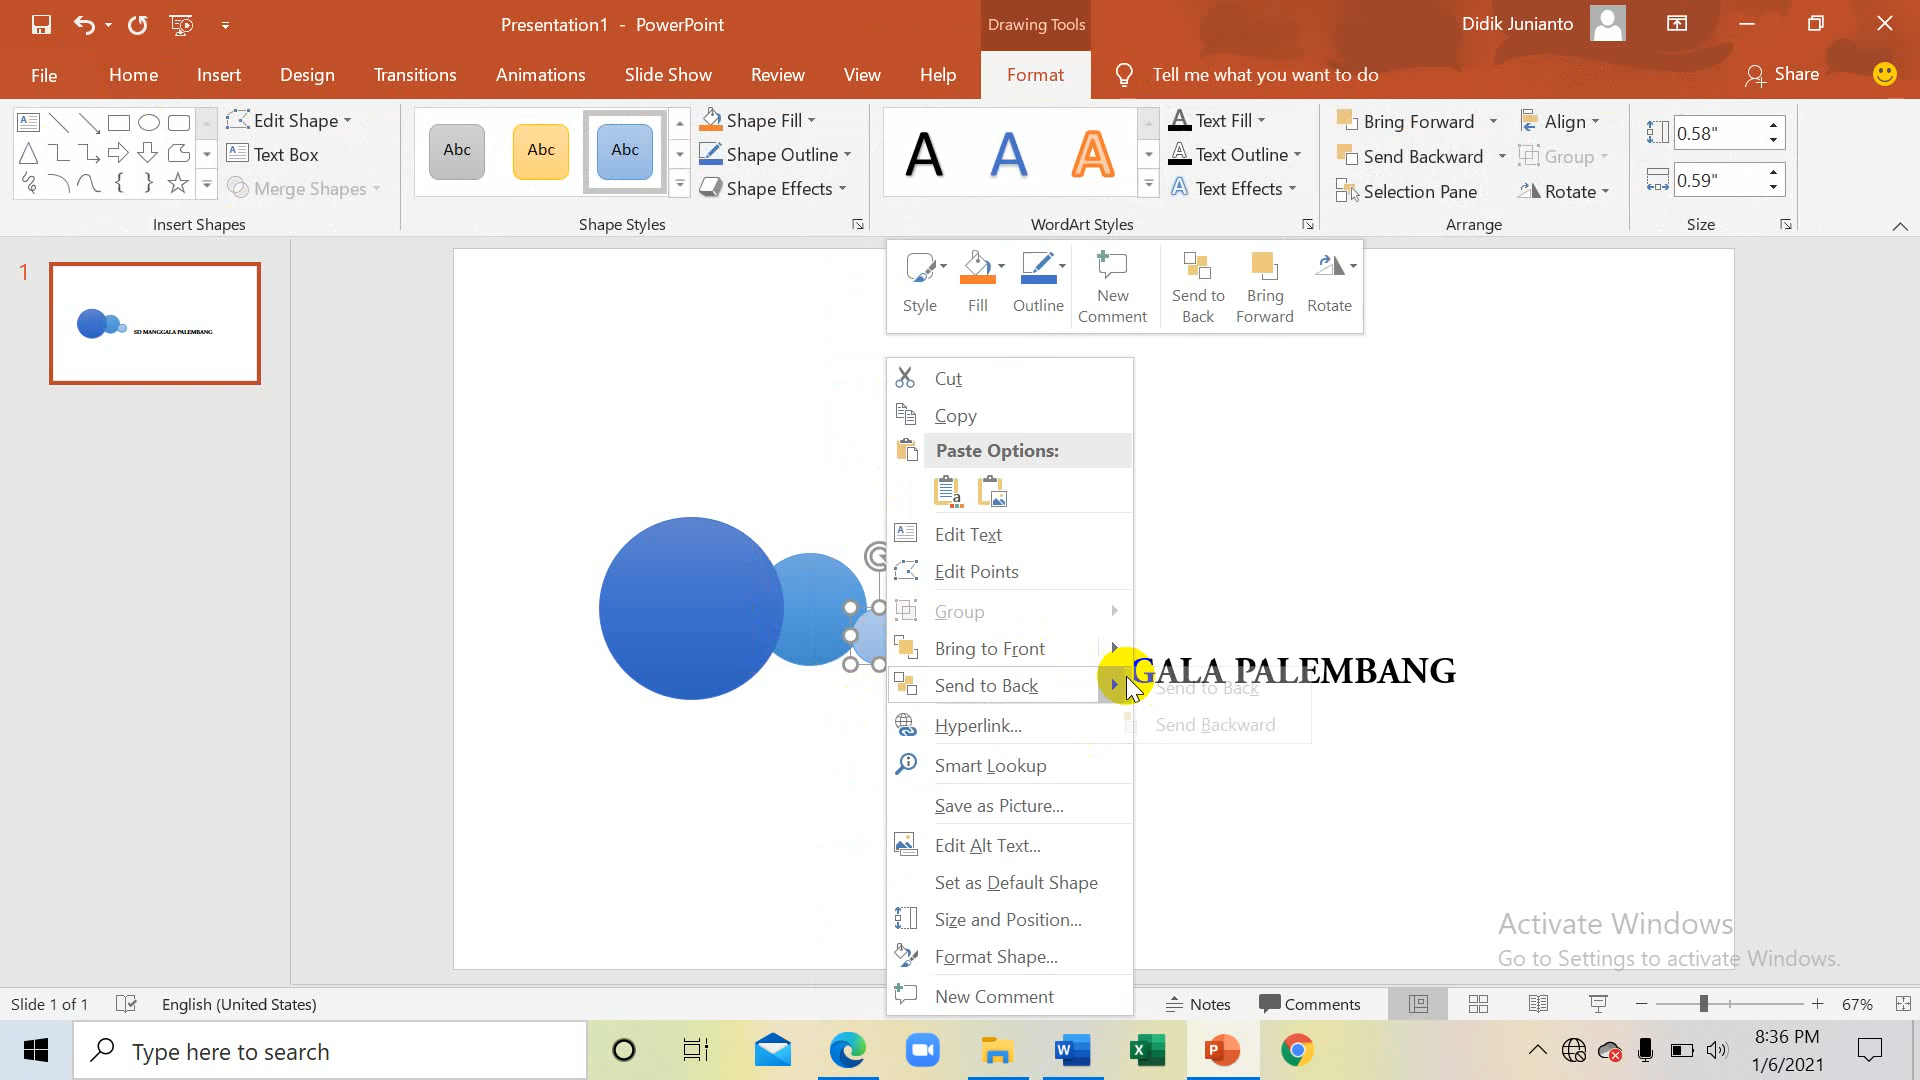 Presentation1 - PowerPoint
Drawing Tools
Didik Junianto
File Home Insert Design Transitions Animations Slide Show Review View Help Format Tell me what you want to do Share
Edit Shape
Text Box
Merge Shapes
Insert Shapes
Abc Abc Abc
Shape Fill
Shape Outline
Shape Effects
Shape Styles
A A A
Text Fill
Text Outline
Text Effects
WordArt Styles
Bring Forward
Send Backward
Selection Pane
Align
Group
Rotate
Arrange
0.58"
0.59"
Size
1
SD MANGGALA PALEMBANG
Style
Fill
Outline
New Comment
Send to Back
Bring Forward
Rotate
Cut
Copy
Paste Options:
Edit Text
Edit Points
Group
Bring to Front
Send to Back
Hyperlink...
Smart Lookup
Save as Picture...
Edit Alt Text...
Set as Default Shape
Size and Position...
Format Shape...
New Comment
Send to Back
Send Backward
GALA PALEMBANG
Activate Windows
Go to Settings to activate Windows.
Slide 1 of 1
English (United States)
Notes
Comments
67%
Type here to search
8:36 PM
1/6/2021